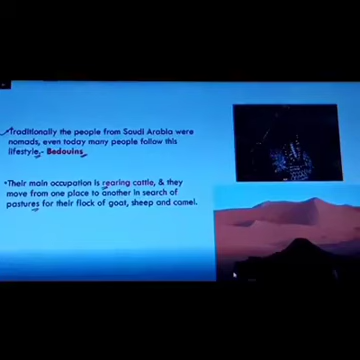 Traditionally the people from Saudi Arabia were
nomads, even today many people follow this
lifestyle,- Bedouins,
•Their main occupation is rearing cattle, & they
move from one place to another in search of
pastures for their flock of goat, sheep and camel.